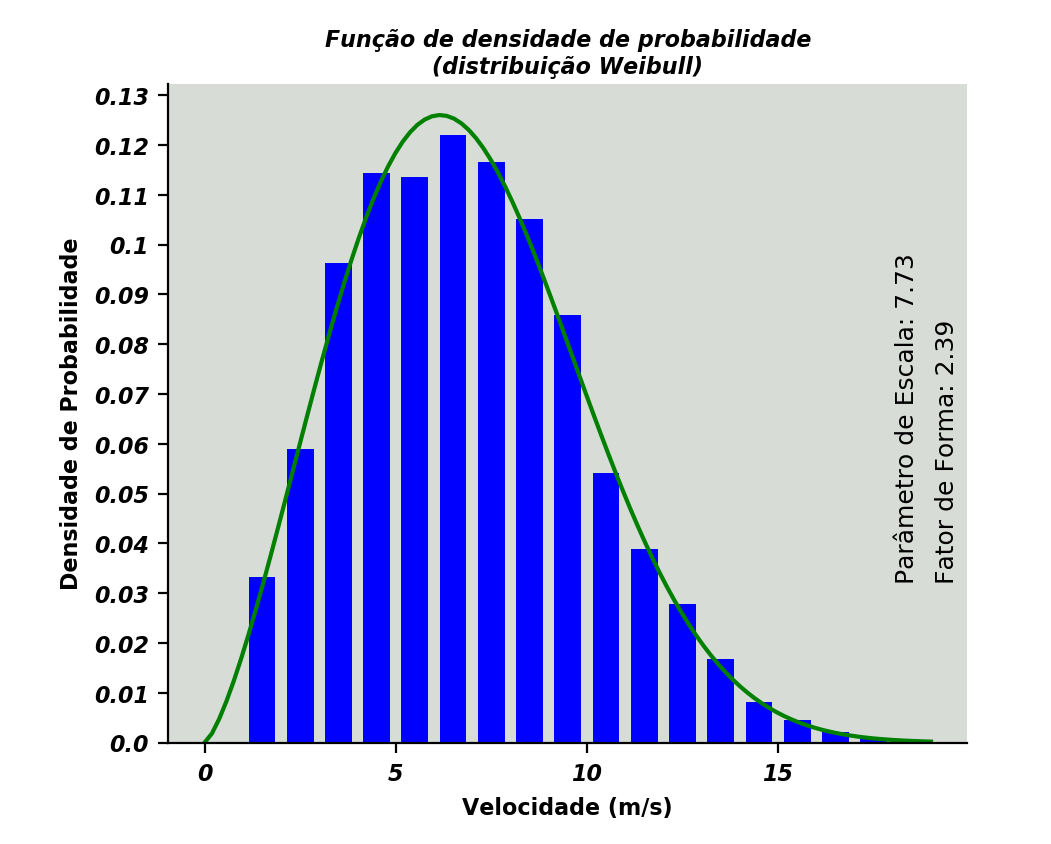 Função de densidade de probabilidade
(distribuição Weibull)
0.13
0.12
0.11
0.1
0.09
0.08
0.07
0.06
0.05
0.04
0.03
0.02
0.01
0.0
Densidade de Probabilidade
Parâmetro de Escala: 7.73
Fator de Forma: 2.39
0 5 10 15
Velocidade (m/s)